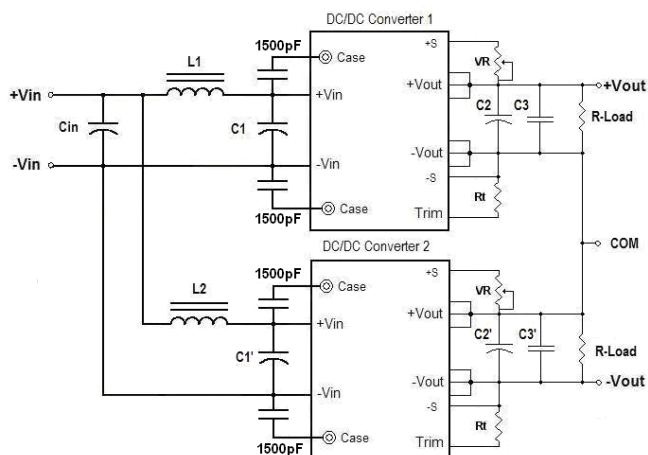 DC/DC Converter 1
1500pF
Case
+S
VR
L1
+Vin
+Vin
+Vout
+Vout
Cin
C1
C2
C3
R-Load
-Vin
-Vin
-Vout
-S
Rt
1500pF
Case
Trim
COM
DC/DC Converter 2
1500pF
Case
+S
VR
L2
+Vin
+Vout
C1'
C2'
C3'
R-Load
-Vin
-Vout
-Vout
-S
Rt
1500pF
Case
Trim